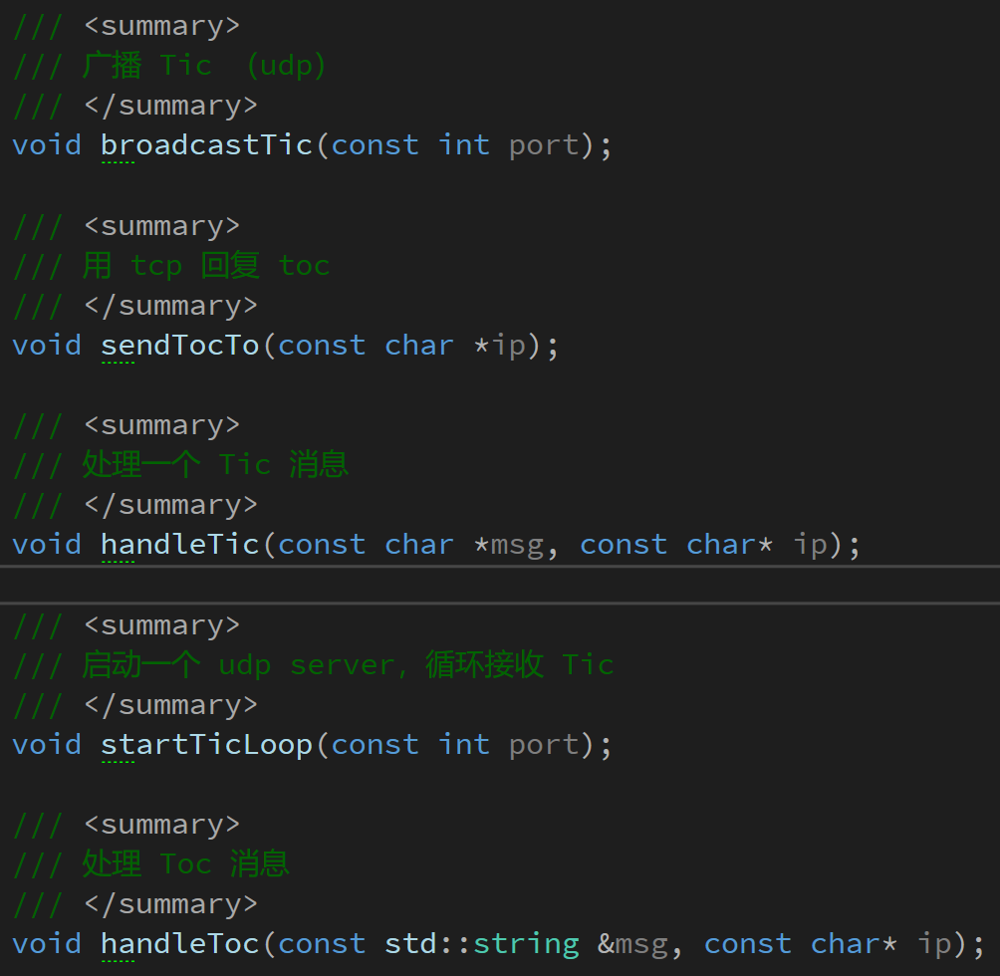 /// <summary>
/// 广播 Tic （udp）
/// </summary>
void broadcastTic(const int port);
/// <summary>
/// 用 tcp 回复 toc
/// </summary>
void sendTocTo(const char *ip);
/// <summary>
/// 处理一个 Tic 消息
/// </summary>
void handleTic(const char *msg, const char* ip);
/// <summary>
/// 启动一个 udp server，循环接收 Tic
/// </summary>
void startTicLoop(const int port);
/// <summary>
/// 处理 Toc 消息
/// </summary>
void handleToc(const std::string &msg, const char* ip);